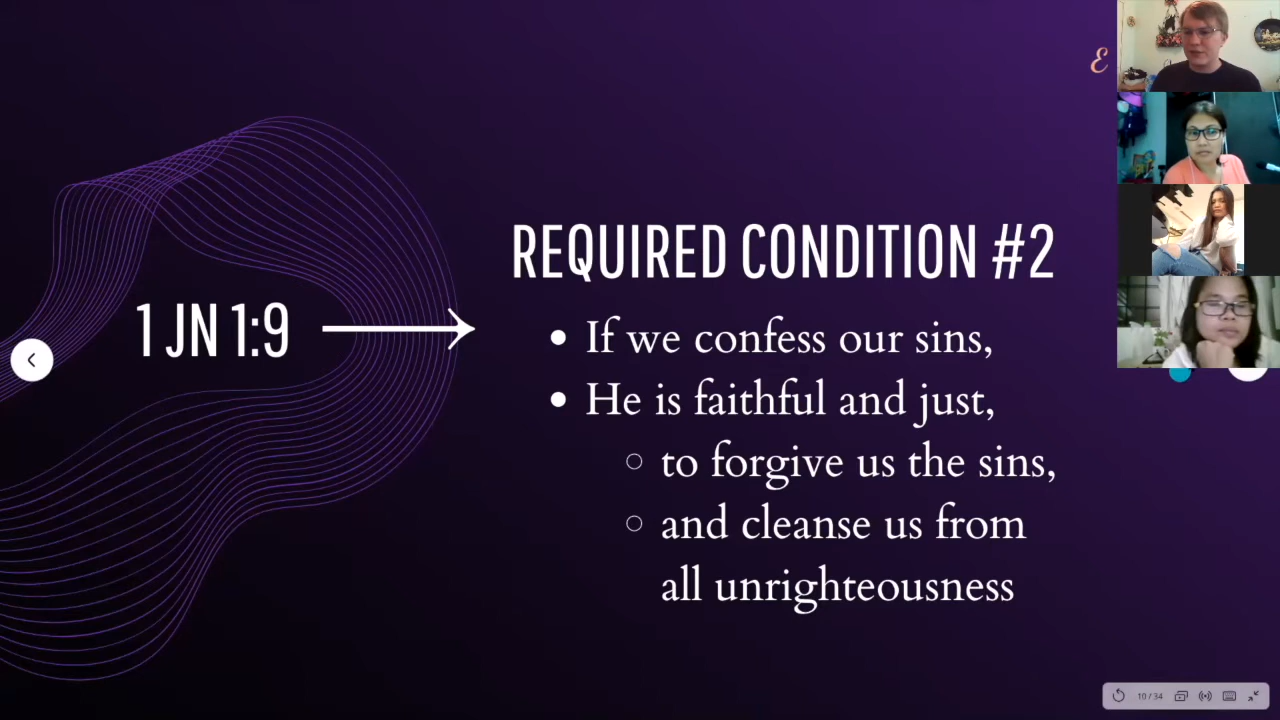 ε
REQUIRED CONDITION #2
1 JN 1:9
If we confess our sins,
He is faithful and just,
to forgive us the sins,
and cleanse us from
all unrighteousness
10 / 34